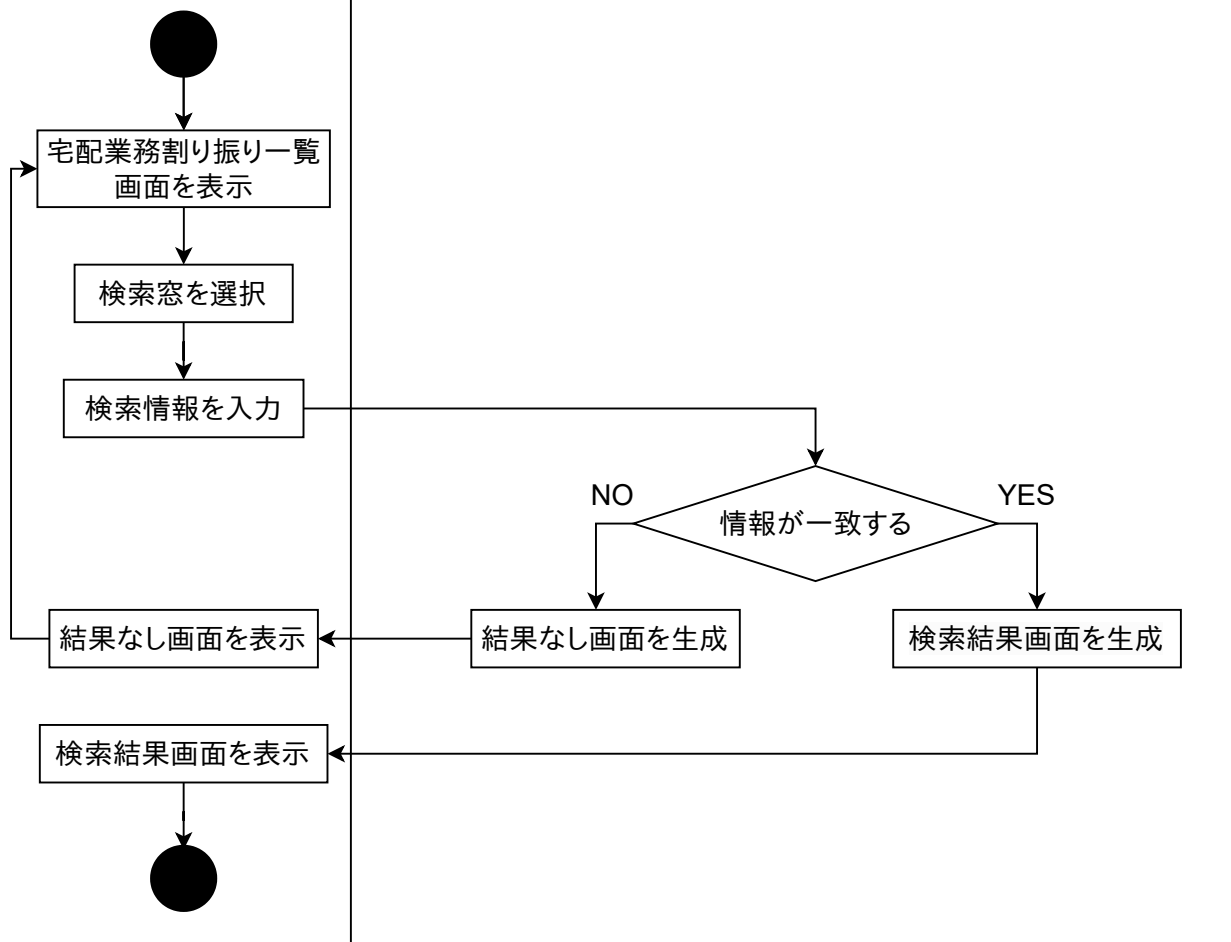 宅配業務割り振り一覧
画面を表示
検索窓を選択
検索情報を入力
NO
YES
情報が一致する
結果なし画面を表示
結果なし画面を生成
検索結果画面を生成
検索結果画面を表示